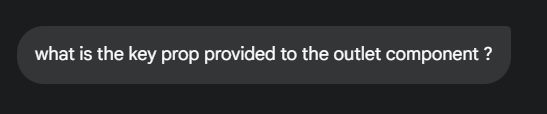 what is the key prop provided to the outlet component ?